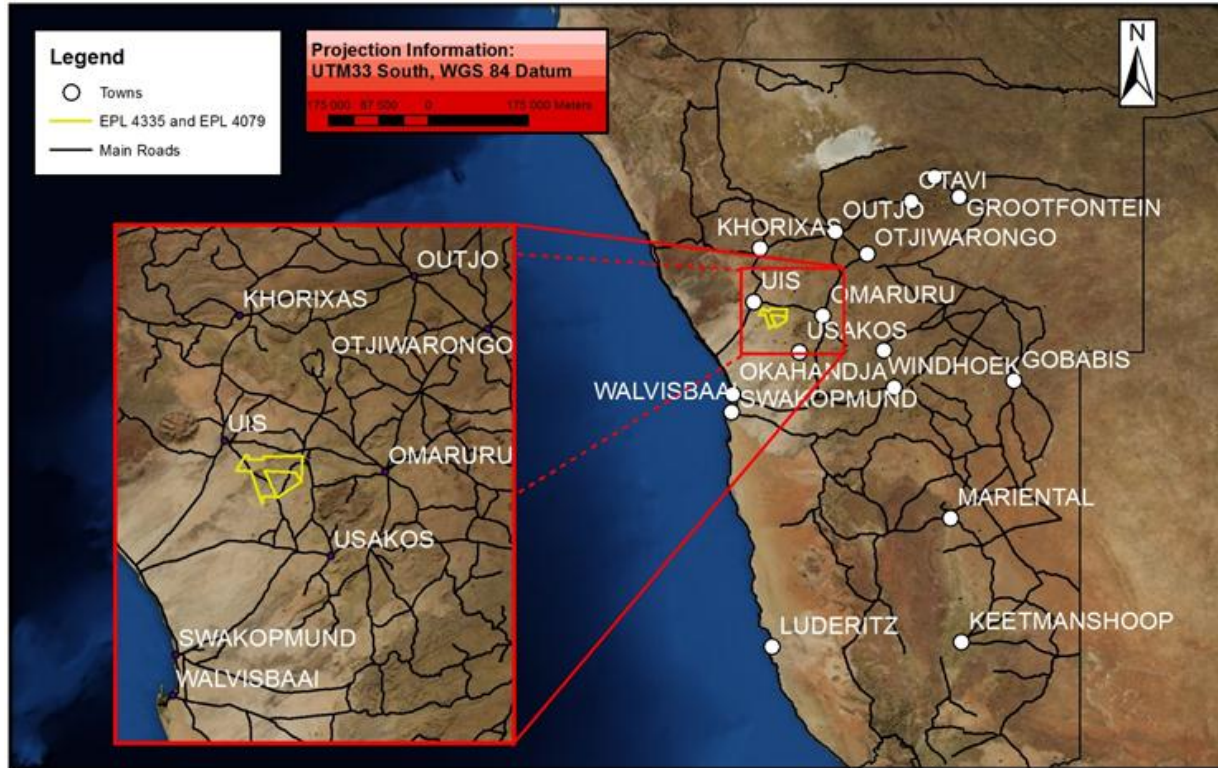 Legend
Towns
EPL 4335 and EPL 4079
Main Roads
Projection Information:
UTM33 South, WGS 84 Datum
175 000 87 500 0 175 000 Meters
N
OTAVI
GROOTFONTEIN
OUTJO
KHORIXAS
OTJIWARONGO
UIS
OMARURU
USAKOS
GOBABIS
WINDHOEK
OKAHANDJA
WALVISBAAI
SWAKOPMUND
MARIENTAL
LUDERITZ
KEETMANSHOOP
OUTJO
KHORIXAS
OTJIWARONGO
UIS
OMARURU
USAKOS
SWAKOPMUND
WALVISBAAI